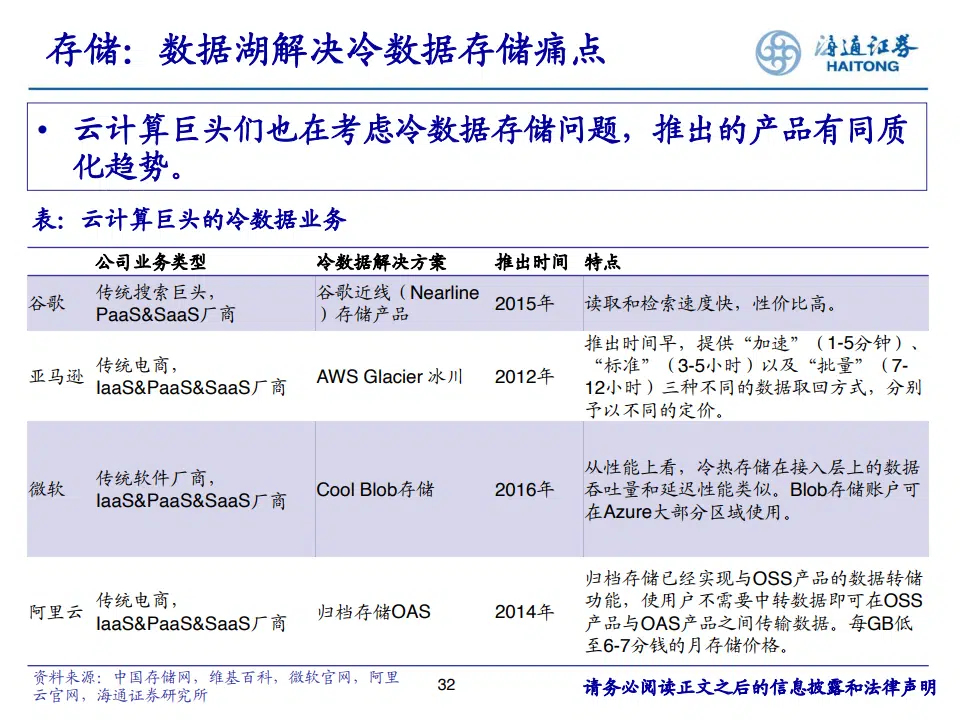 存储：数据湖解决冷数据存储痛点
海通证券
HAITONG
• 云计算巨头们也在考虑冷数据存储问题，推出的产品有同质
化趋势。
表：云计算巨头的冷数据业务
公司业务类型 冷数据解决方案 推出时间 特点
谷歌
传统搜索巨头，
PaaS&SaaS厂商
谷歌近线（Nearline
）存储产品
2015年
读取和检索速度快，性价比高。
亚马逊
传统电商，
IaaS&PaaS&SaaS厂商
AWS Glacier 冰川
2012年
推出时间早，提供“加速”（1-5分钟）、
“标准”（3-5小时）以及“批量”（7-
12小时）三种不同的数据取回方式，分别
予以不同的定价。
微软
传统软件厂商，
IaaS&PaaS&SaaS厂商
Cool Blob存储
2016年
从性能上看，冷热存储在接入层上的数据
吞吐量和延迟性能类似。Blob存储账户可
在Azure大部分区域使用。
阿里云
传统电商，
IaaS&PaaS&SaaS厂商
归档存储OAS
2014年
归档存储已经实现与OSS产品的数据转储
功能，使用户不需要中转数据即可在OSS
产品与OAS产品之间传输数据。每GB低
至6-7分钱的月存储价格。
资料来源：中国存储网，维基百科，微软官网，阿里
云官网，海通证券研究所
32
请务必阅读正文之后的信息披露和法律声明